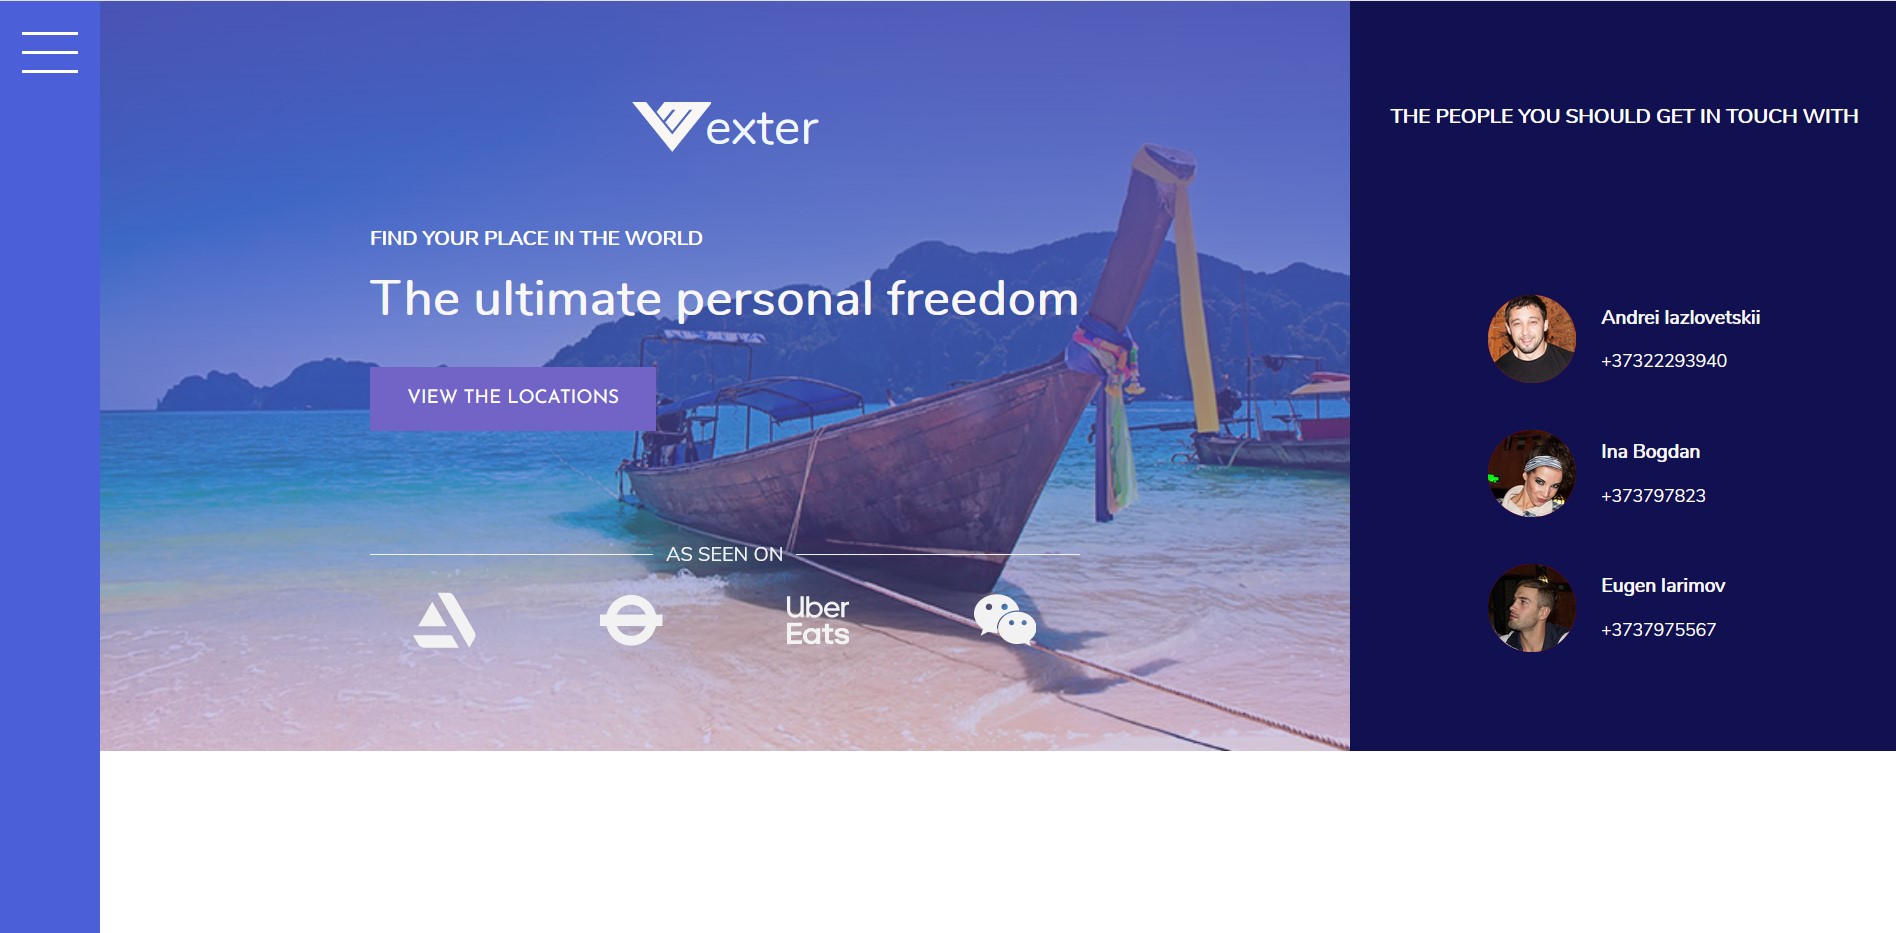 Vexter
FIND YOUR PLACE IN THE WORLD
The ultimate personal freedom
VIEW THE LOCATIONS
AS SEEN ON
Uber
Eats
THE PEOPLE YOU SHOULD GET IN TOUCH WITH
Andrei Iazlovetskii
+37322293940
Ina Bogdan
+373797823
Eugen Iarimov
+3737975567